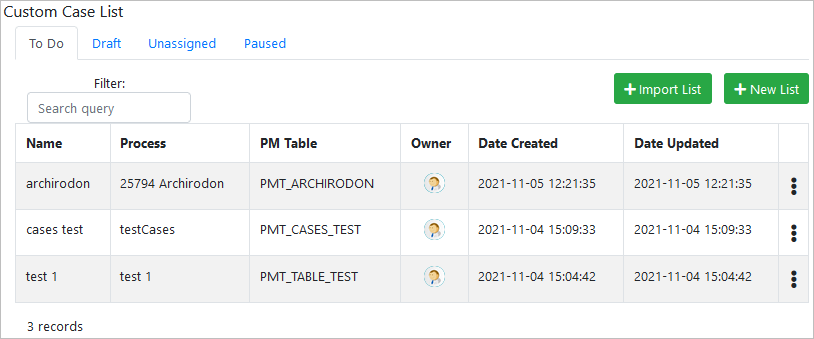 Custom Case List
To Do Draft Unassigned Paused
Filter:
Search query
Import List New List
Name Process PM Table Owner Date Created Date Updated
archirodon 25794 Archirodon PMT_ARCHIRODON 2021-11-05 12:21:35 2021-11-05 12:21:35
cases test testCases PMT_CASES_TEST 2021-11-04 15:09:33 2021-11-04 15:09:33
test 1 test 1 PMT_TABLE_TEST 2021-11-04 15:04:42 2021-11-04 15:04:42
3 records